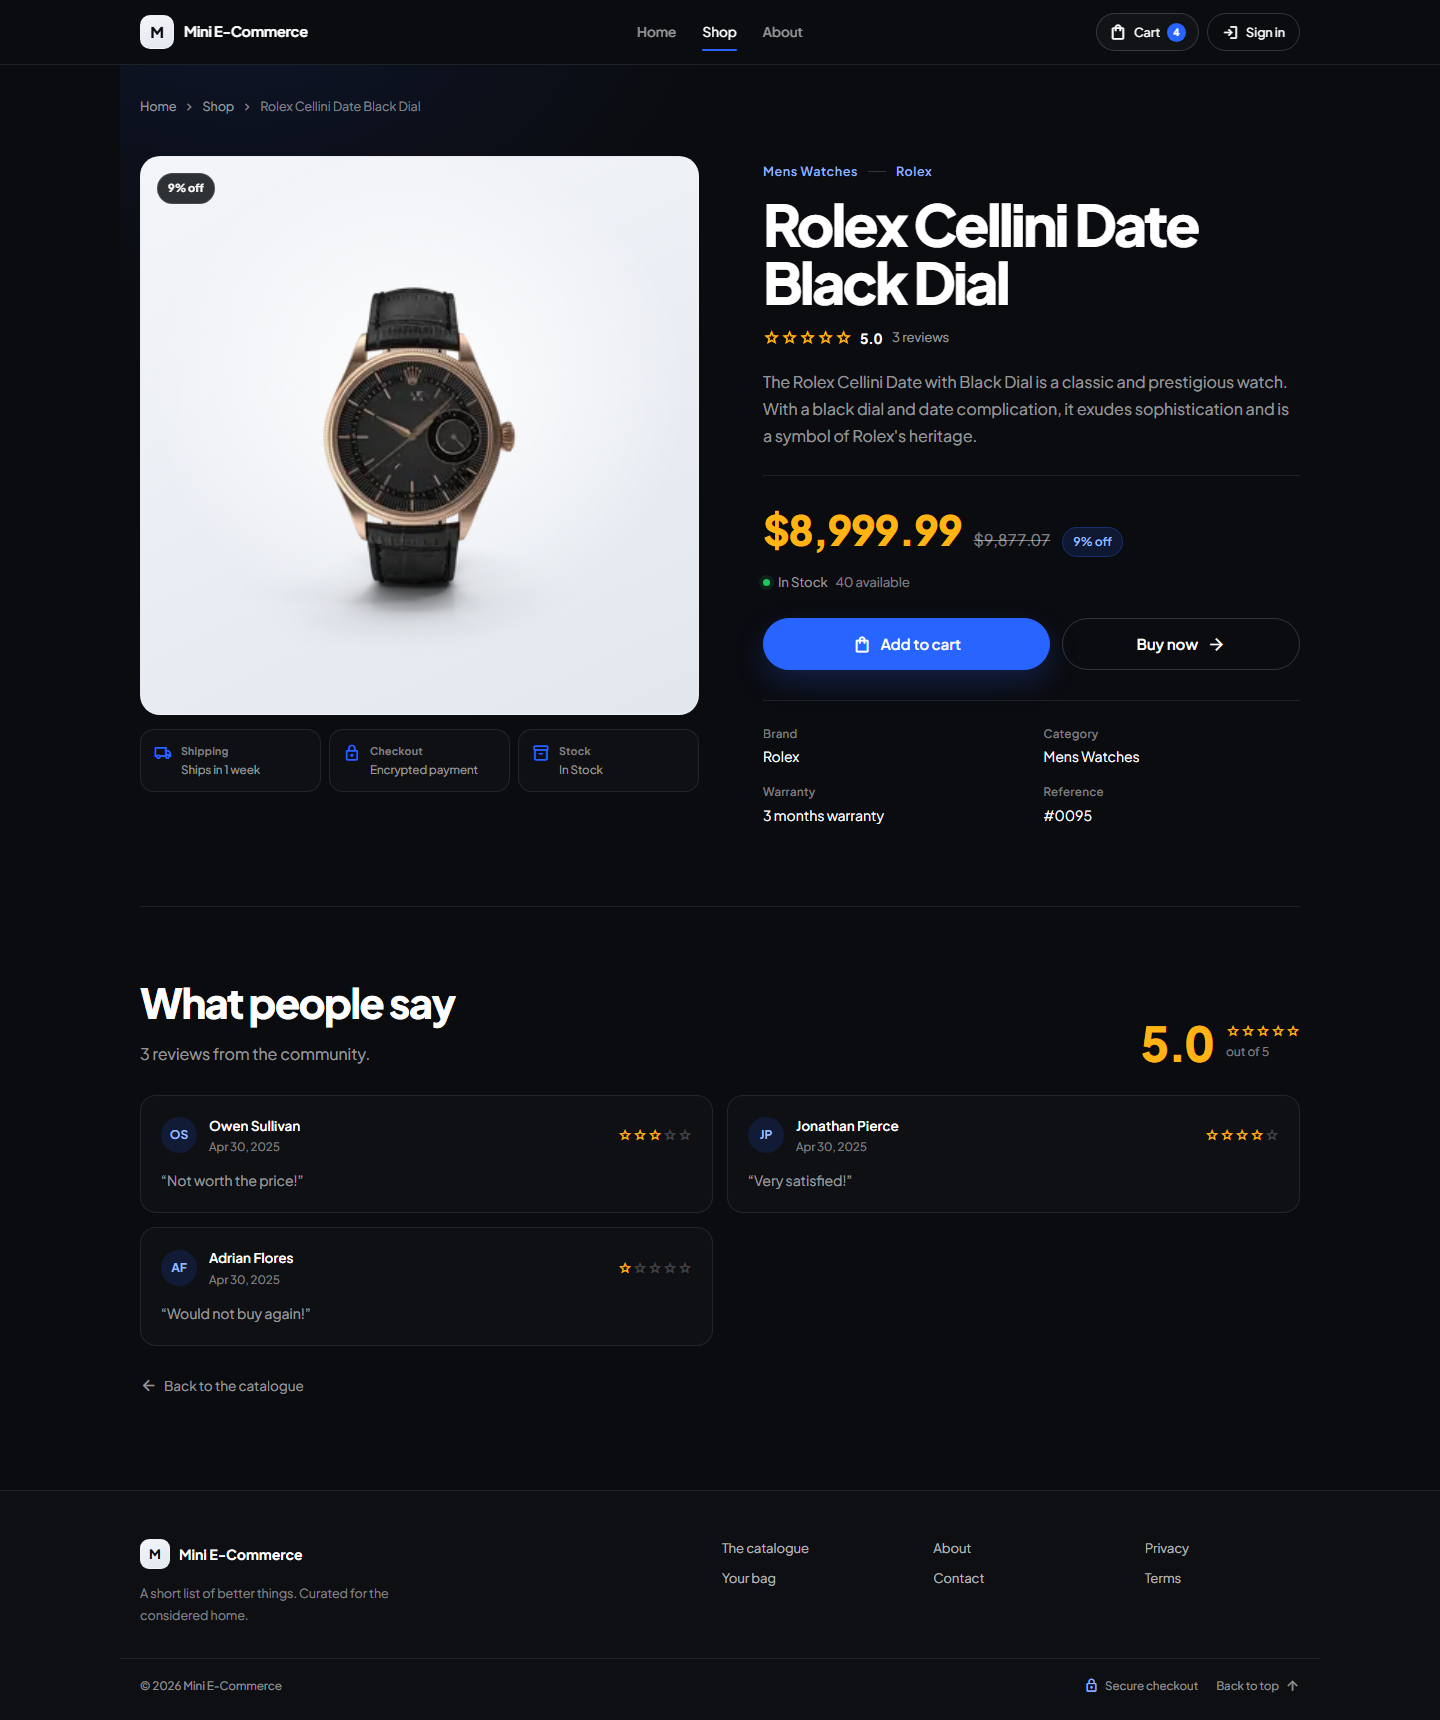 M Mini E-Commerce
Home Shop About
Cart 4 Sign in
Home > Shop > Rolex Cellini Date Black Dial
9% off
Mens Watches — Rolex
Rolex Cellini Date
Black Dial
5.0 3 reviews
The Rolex Cellini Date with Black Dial is a classic and prestigious watch.
With a black dial and date complication, it exudes sophistication and is
a symbol of Rolex's heritage.
$8,999.99 $9,877.07 9% off
In Stock 40 available
Add to cart Buy now
Shipping
Ships in 1 week
Checkout
Encrypted payment
Stock
In Stock
Brand
Rolex
Category
Mens Watches
Warranty
3 months warranty
Reference
#0095
What people say
3 reviews from the community.
5.0
out of 5
OS Owen Sullivan
Apr 30, 2025
“Not worth the price!”
JP Jonathan Pierce
Apr 30, 2025
“Very satisfied!”
AF Adrian Flores
Apr 30, 2025
“Would not buy again!”
Back to the catalogue
M Mini E-Commerce
A short list of better things. Curated for the
considered home.
The catalogue
Your bag
About
Contact
Privacy
Terms
© 2026 Mini E-Commerce
Secure checkout Back to top